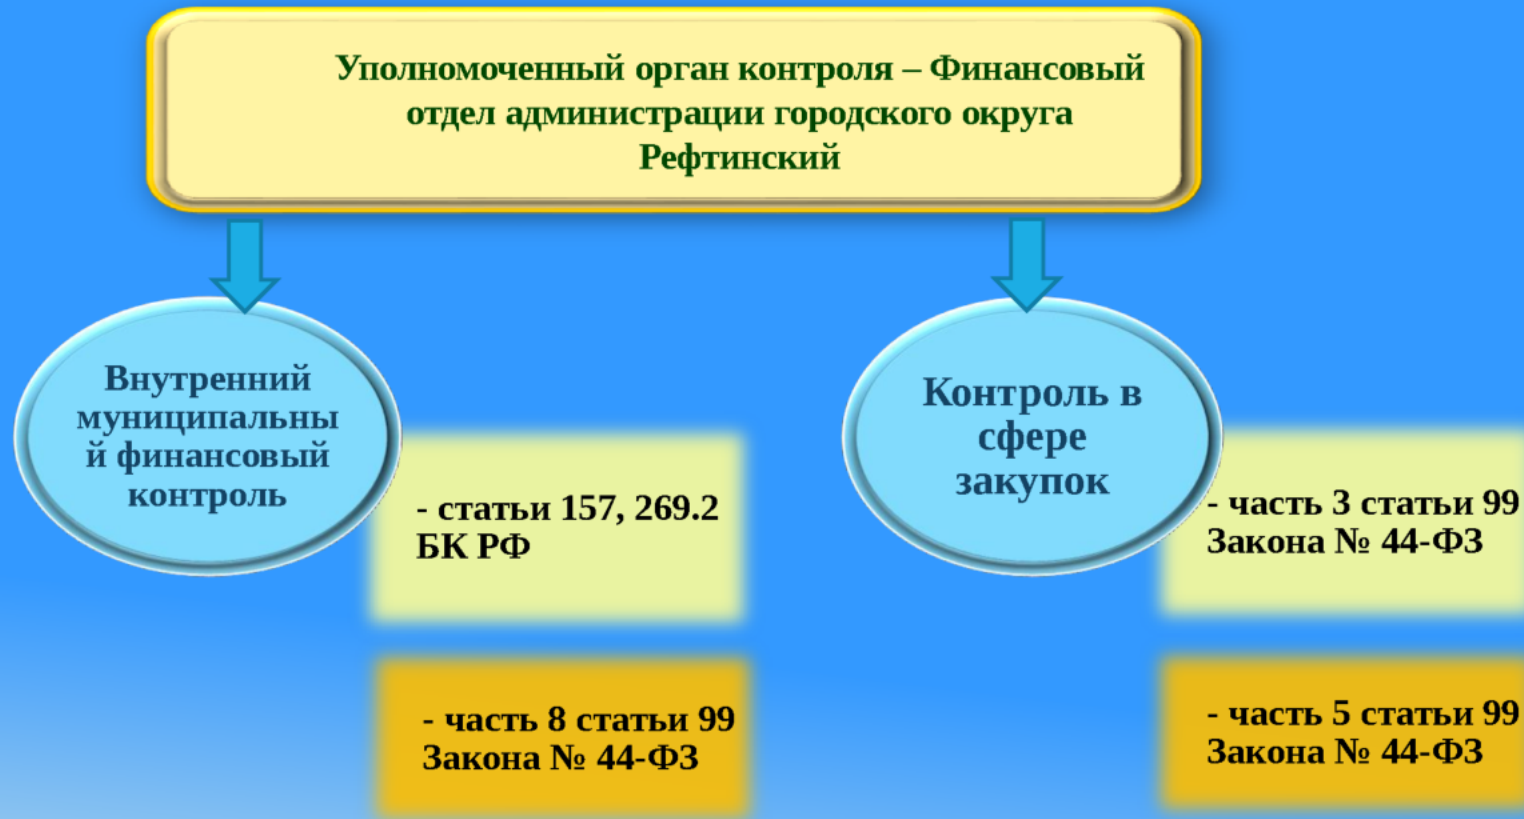 Уполномоченный орган контроля – Финансовый
отдел администрации городского округа
Рефтинский
Внутренний
муниципальны
й финансовый
контроль
- статьи 157, 269.2
БК РФ
- часть 8 статьи 99
Закона № 44-ФЗ
Контроль в
сфере
закупок
- часть 3 статьи 99
Закона № 44-ФЗ
- часть 5 статьи 99
Закона № 44-ФЗ